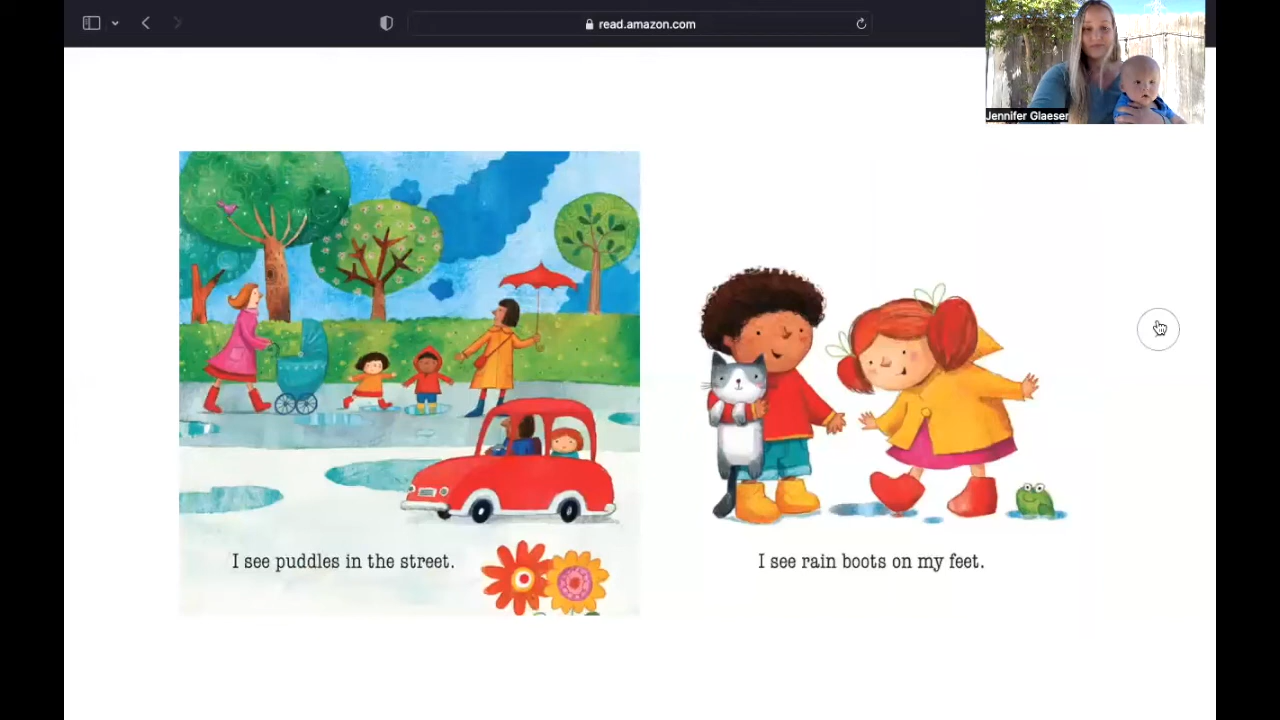 read.amazon.com
Jennifer Glaeser
I see puddles in the street.
I see rain boots on my feet.